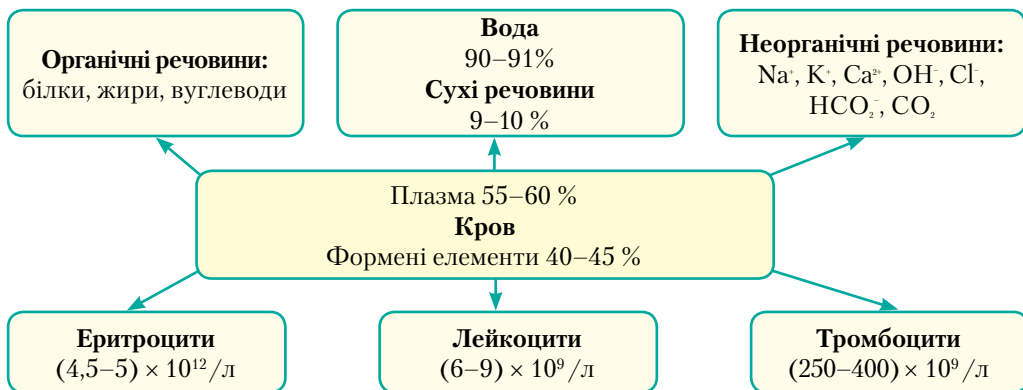 Органічні речовини:
білки, жири, вуглеводи
Вода
90–91%
Сухі речовини
9–10 %
Неорганічні речовини:
Na⁺, K⁺, Ca²⁺, OH⁻, Cl⁻,
HCO₂⁻, CO₂
Плазма 55–60 %
Кров
Формені елементи 40–45 %
Еритроцити
(4,5–5) × 10¹²/л
Лейкоцити
(6–9) × 10⁹/л
Тромбоцити
(250–400) × 10⁹/л